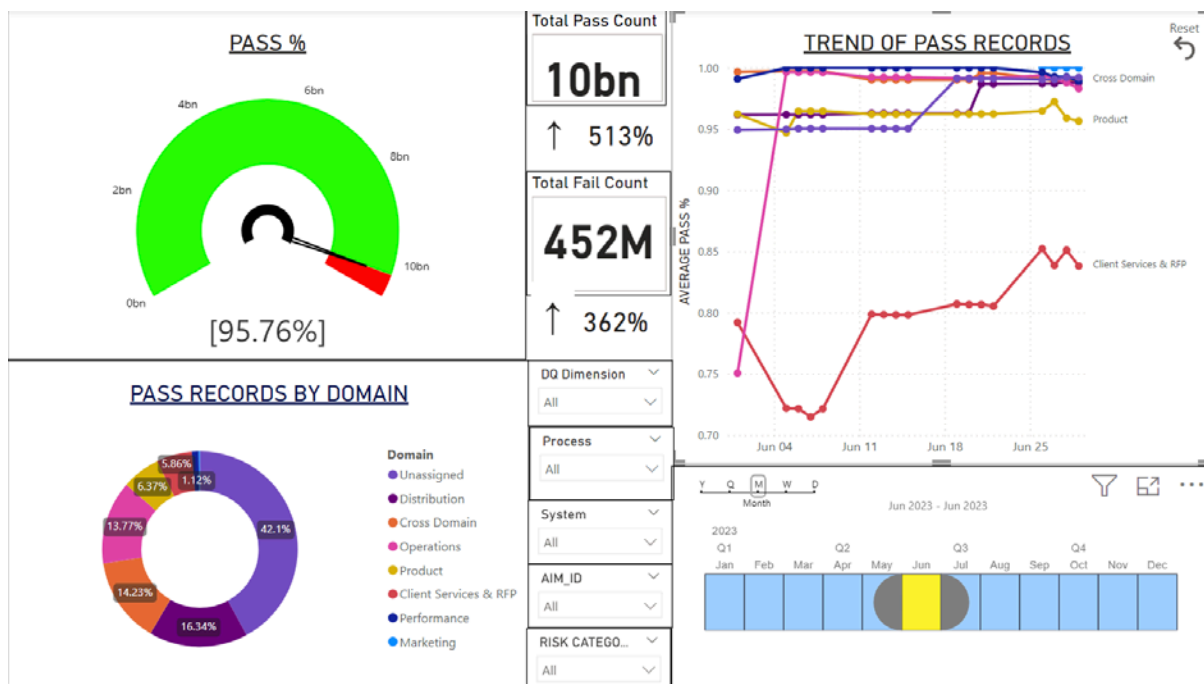 PASS %
0bn
2bn
4bn
6bn
8bn
10bn
[95.76%]
Total Pass Count
10bn
↑ 513%
Total Fail Count
452M
↑ 362%
Reset
TREND OF PASS RECORDS
AVERAGE PASS %
1.00
0.95
0.90
0.85
0.80
0.75
0.70
Jun 04 Jun 11 Jun 18 Jun 25
Cross Domain
Product
Client Services & RFP
PASS RECORDS BY DOMAIN
42.1%
16.34%
14.23%
13.77%
6.37%
5.86%
1.12%
Domain
Unassigned
Distribution
Cross Domain
Operations
Product
Client Services & RFP
Performance
Marketing
DQ Dimension
All
Process
All
System
All
AIM_ID
All
RISK CATEGO...
All
Y Q M W D
Month
Jun 2023 - Jun 2023
2023
Q1 Q2 Q3 Q4
Jan Feb Mar Apr May Jun Jul Aug Sep Oct Nov Dec